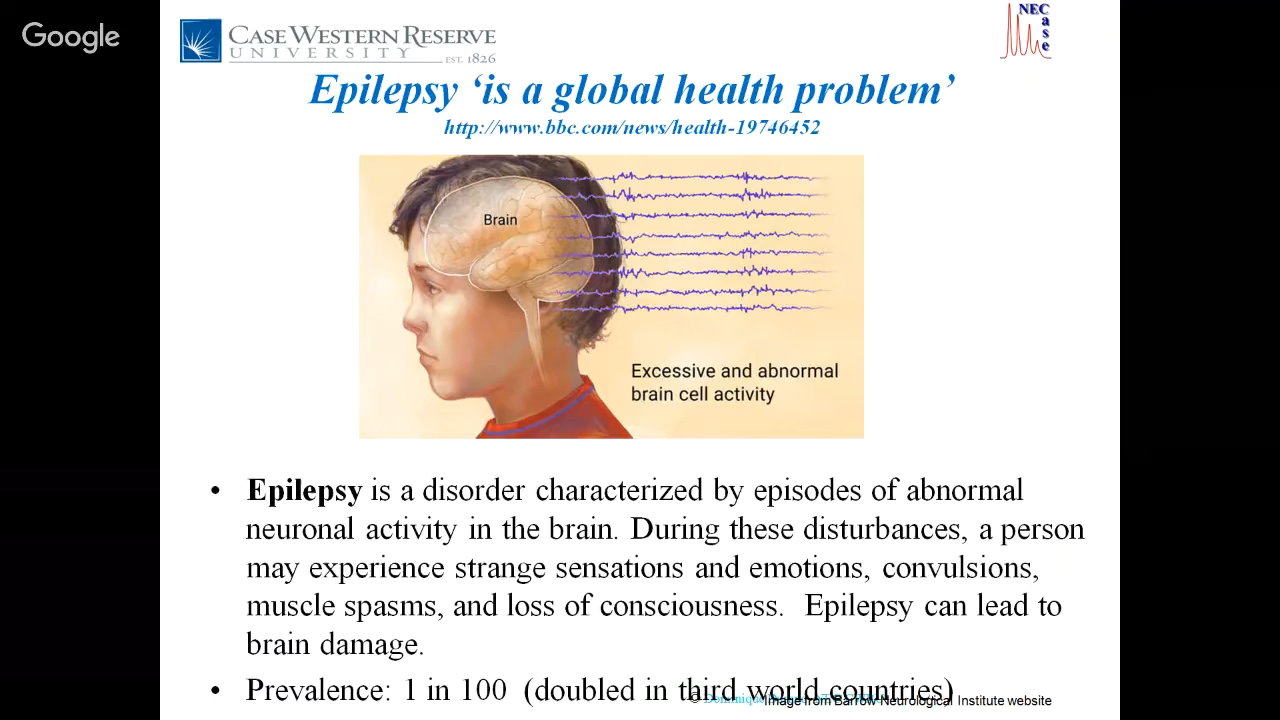 Google
CASE WESTERN RESERVE
UNIVERSITY
EST. 1826
NEC
case
Epilepsy ‘is a global health problem’
http://www.bbc.com/news/health-19746452
Brain
Excessive and abnormal
brain cell activity
• Epilepsy is a disorder characterized by episodes of abnormal
neuronal activity in the brain. During these disturbances, a person
may experience strange sensations and emotions, convulsions,
muscle spasms, and loss of consciousness. Epilepsy can lead to
brain damage.
• Prevalence: 1 in 100 (doubled in third world countries)
© Dominique
Image from Barrow Neurological Institute website